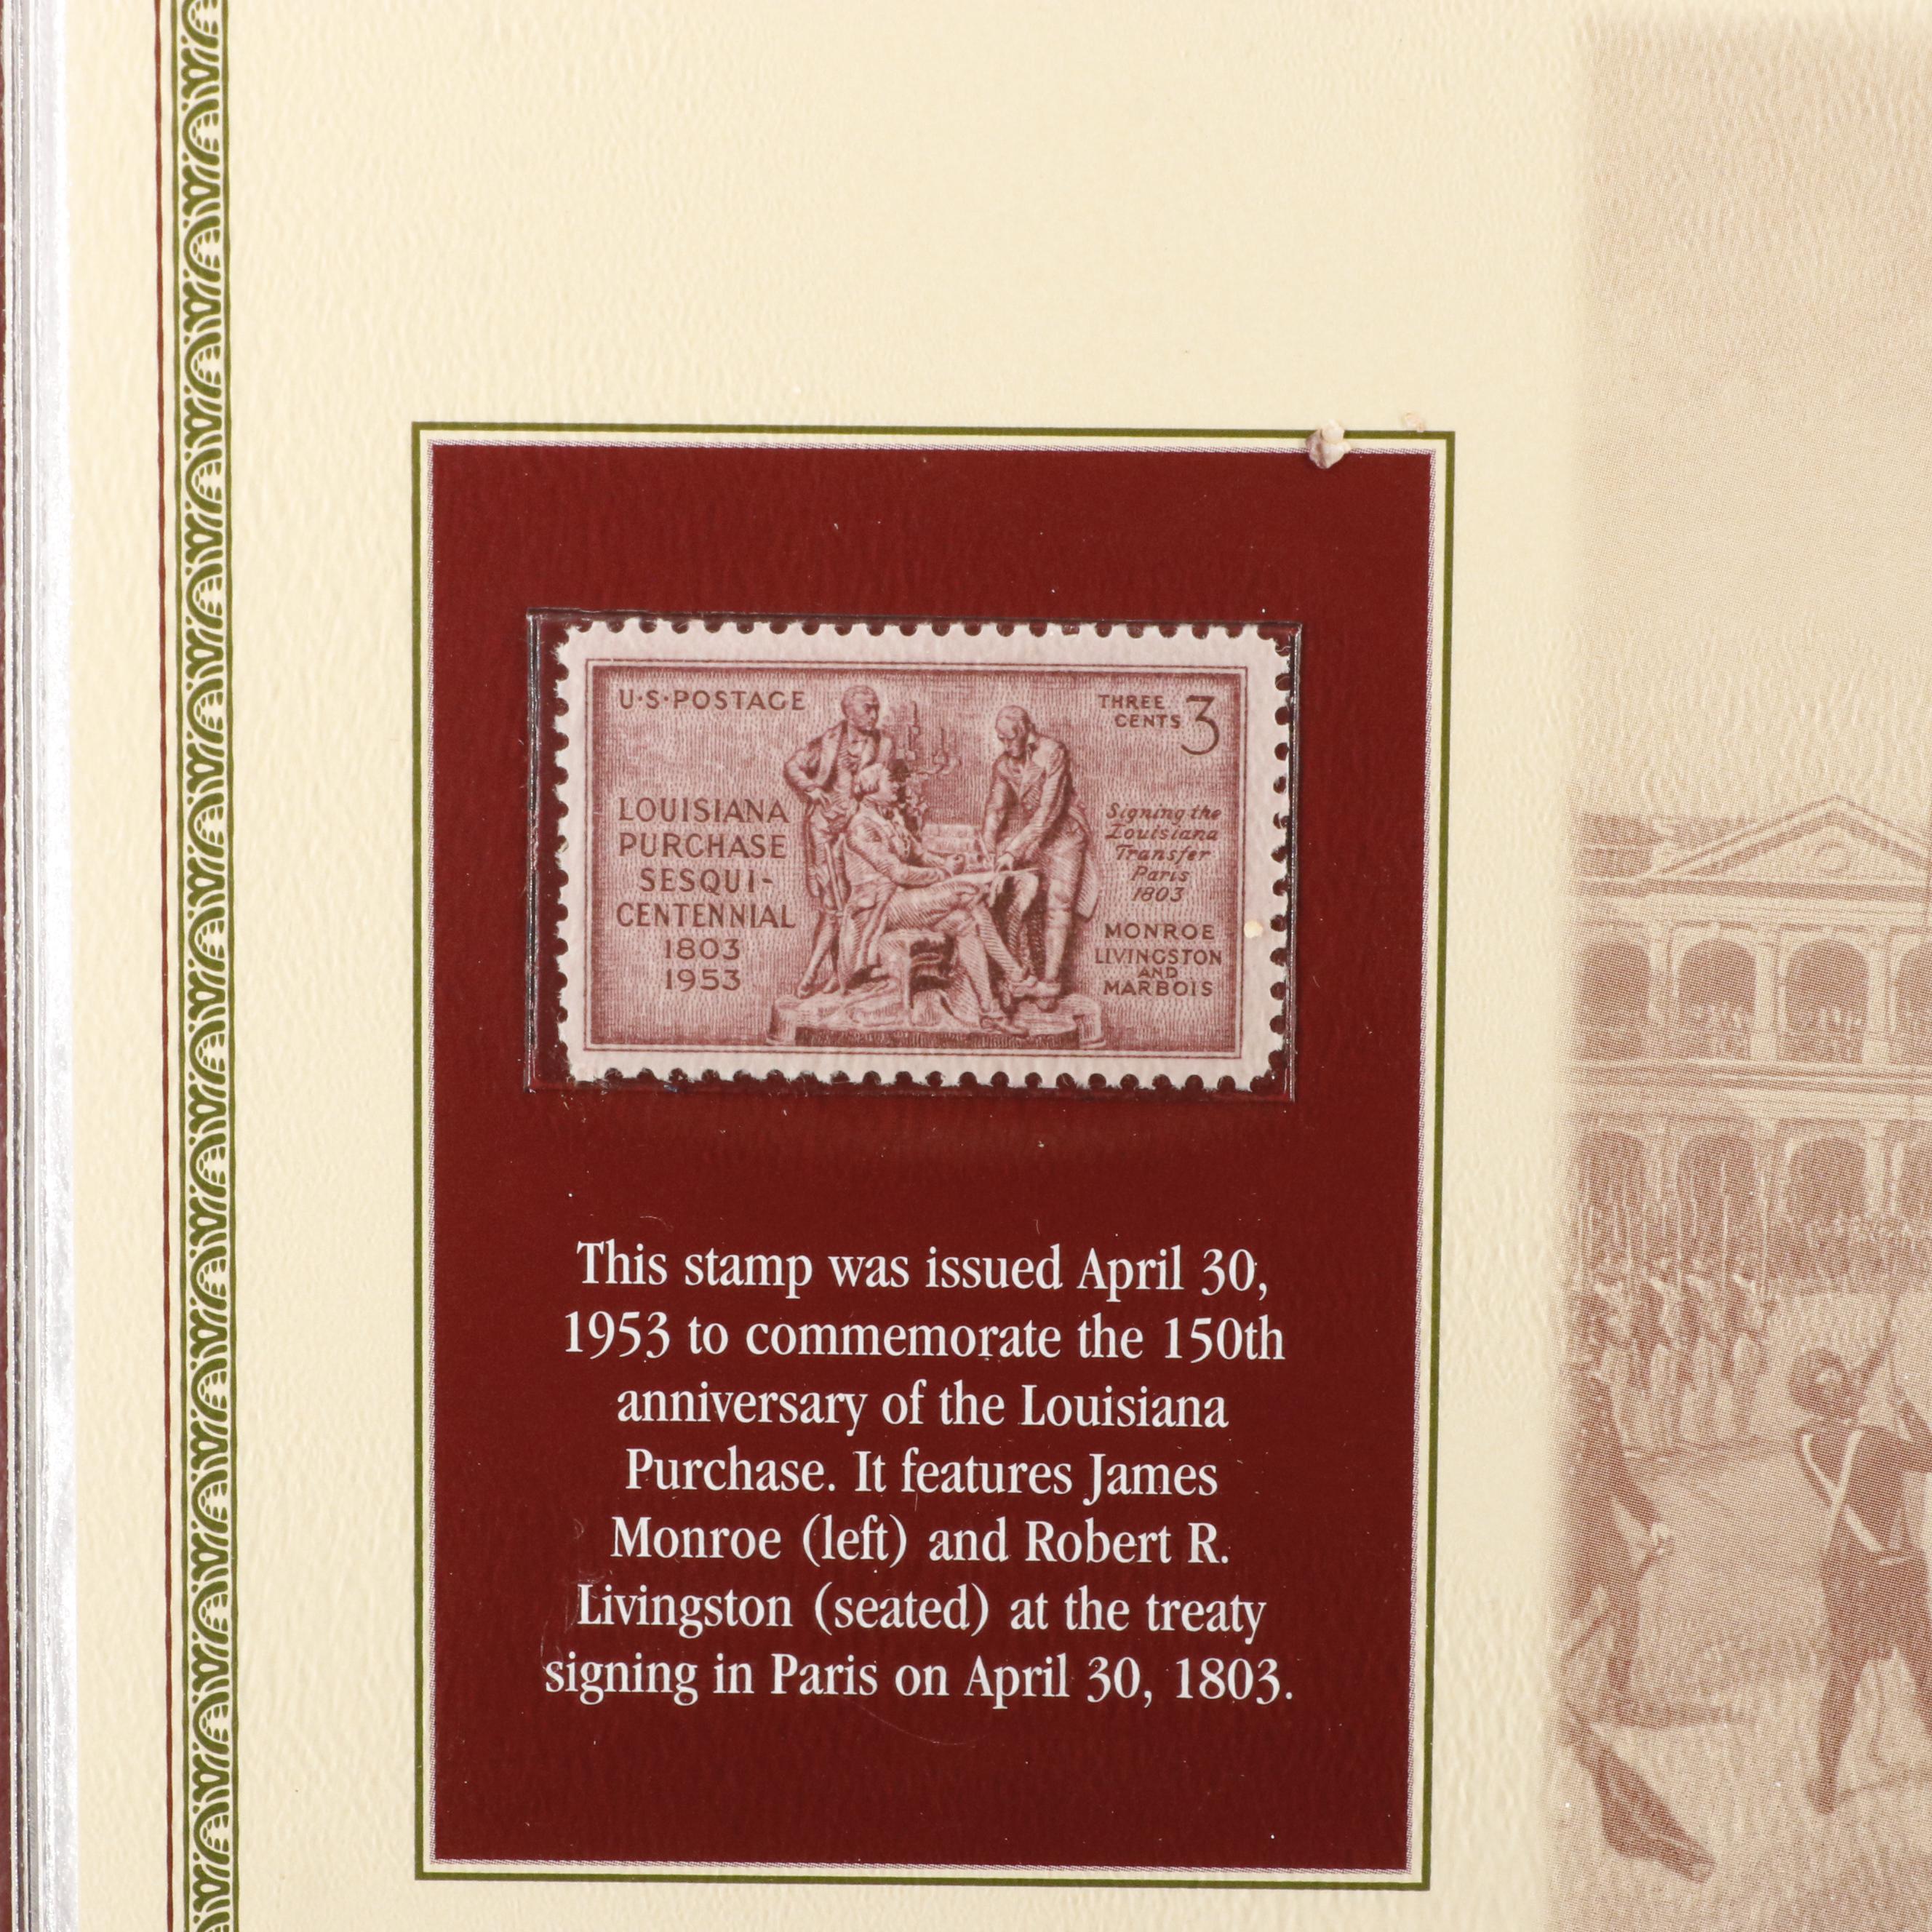 U·S·POSTAGE
THREE
CENTS 3
LOUISIANA
PURCHASE
SESQUI-
CENTENNIAL
1803
1953
Signing the
Louisiana
Transfer
Paris
1803
MONROE
LIVINGSTON
AND
MARBOIS
This stamp was issued April 30,
1953 to commemorate the 150th
anniversary of the Louisiana
Purchase. It features James
Monroe (left) and Robert R.
Livingston (seated) at the treaty
signing in Paris on April 30, 1803.